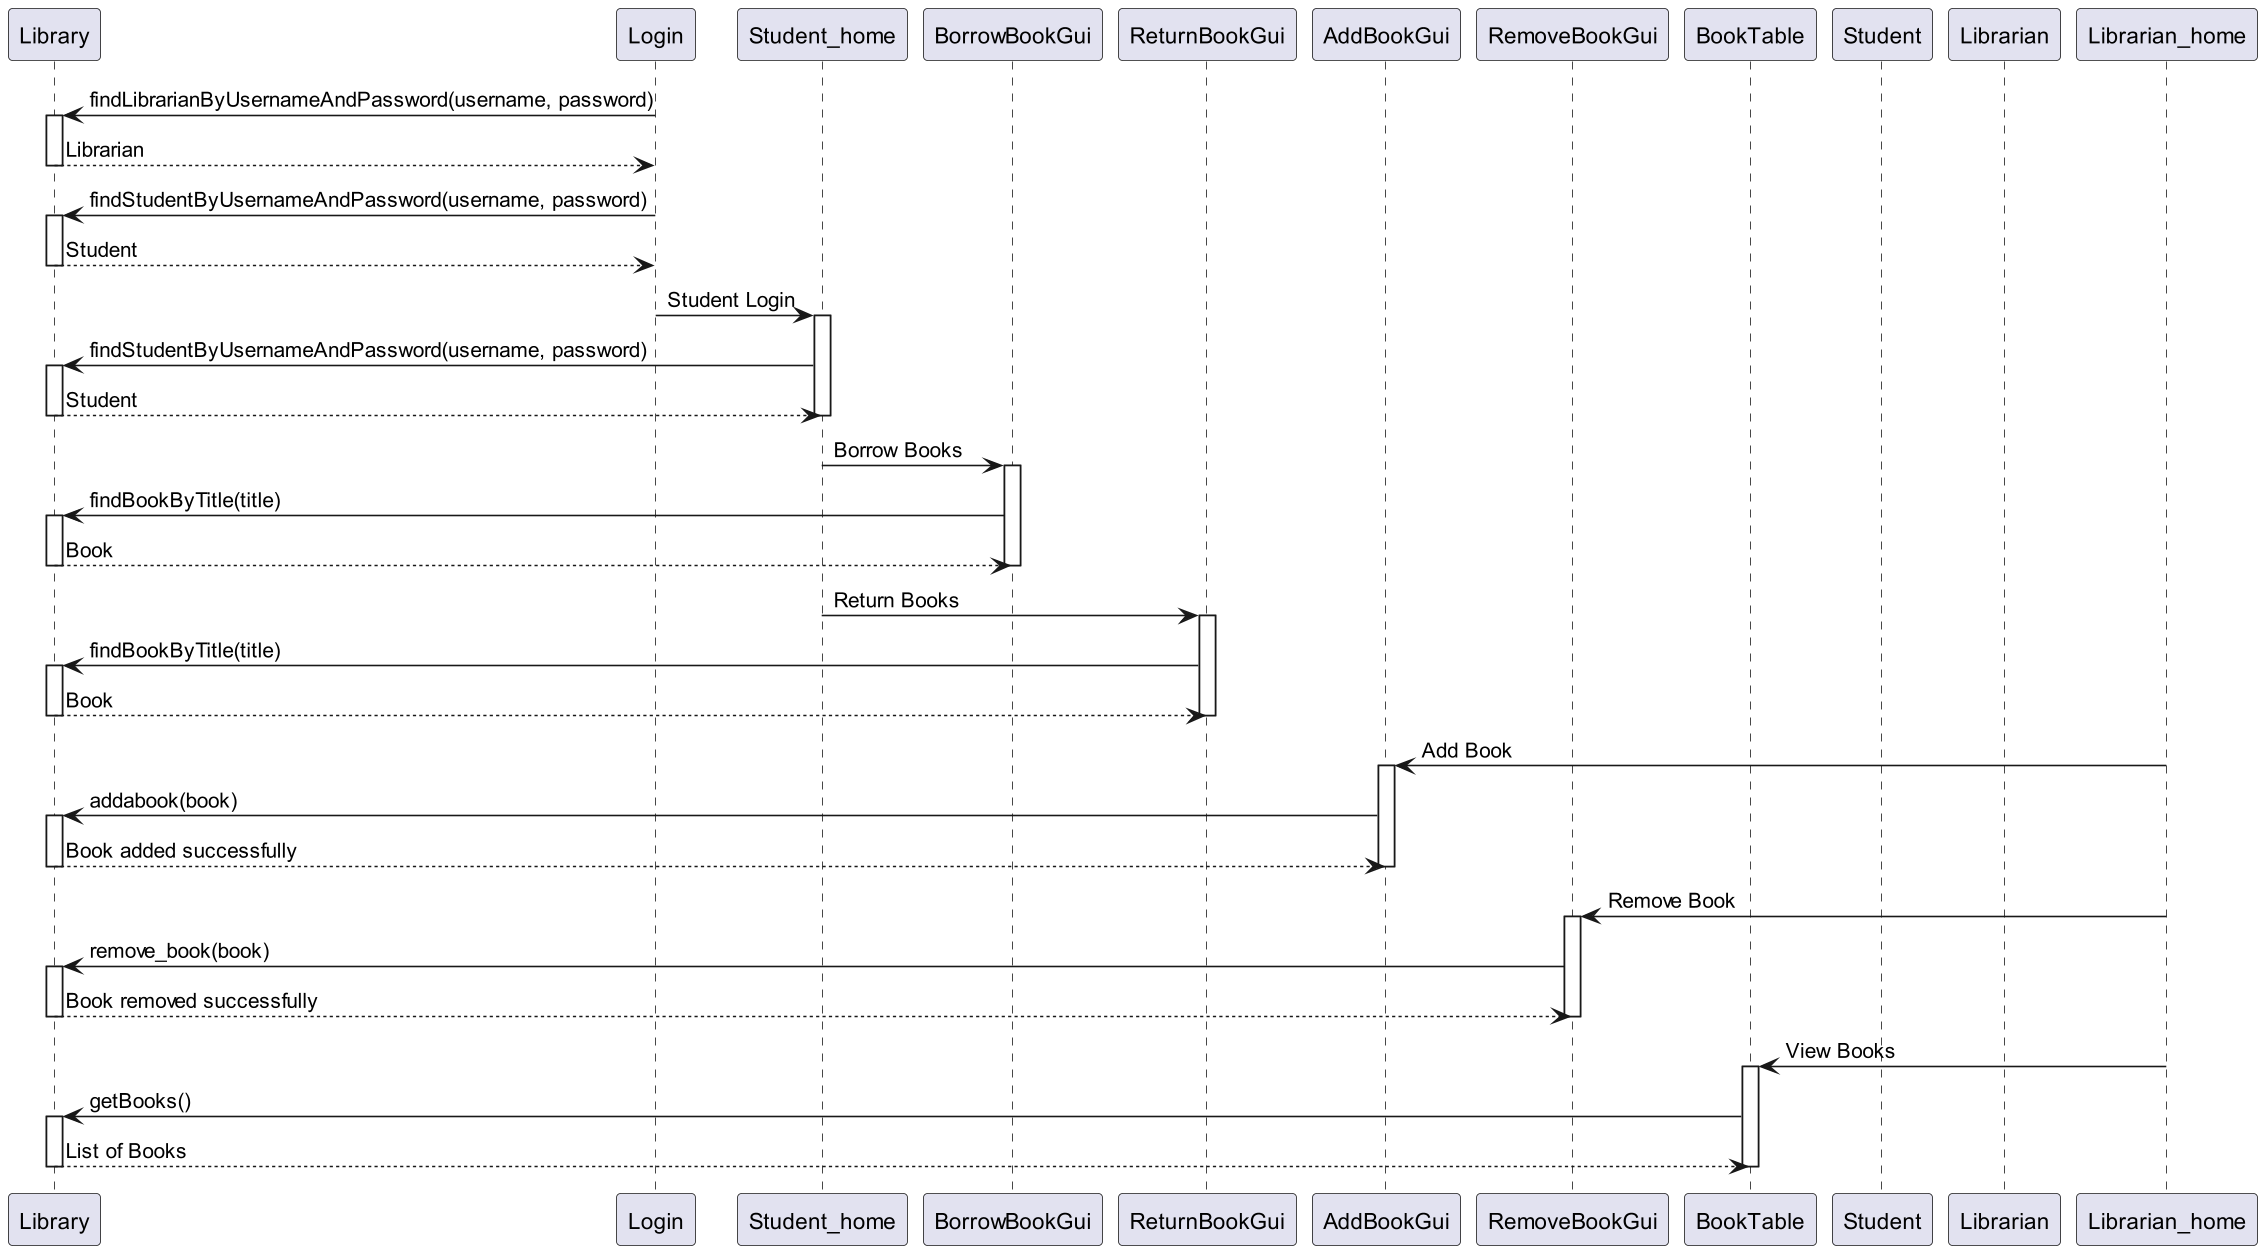 Library Login Student_home BorrowBookGui ReturnBookGui AddBookGui RemoveBookGui BookTable Student Librarian Librarian_home
findLibrarianByUsernameAndPassword(username, password)
Librarian
findStudentByUsernameAndPassword(username, password)
Student
Student Login
findStudentByUsernameAndPassword(username, password)
Student
Borrow Books
findBookByTitle(title)
Book
Return Books
findBookByTitle(title)
Book
Add Book
addabook(book)
Book added successfully
Remove Book
remove_book(book)
Book removed successfully
View Books
getBooks()
List of Books
Library Login Student_home BorrowBookGui ReturnBookGui AddBookGui RemoveBookGui BookTable Student Librarian Librarian_home